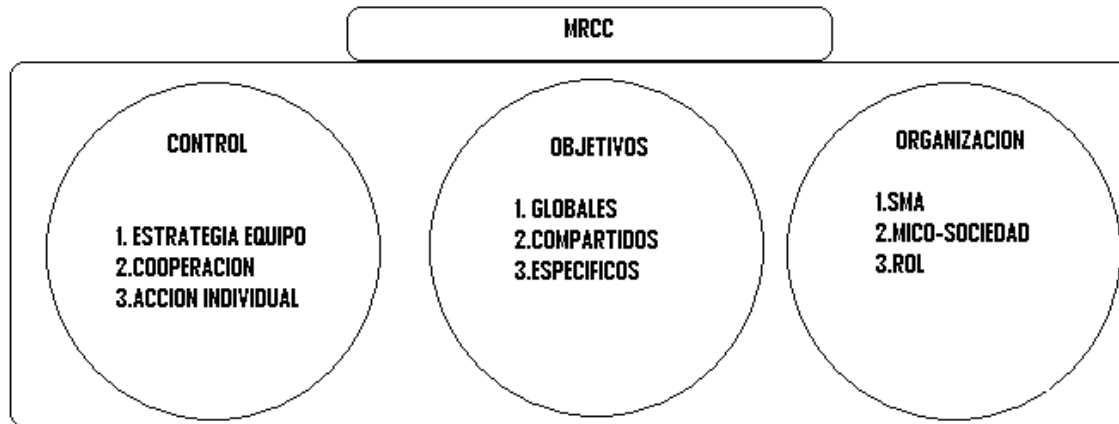 MRCC
CONTROL
1. ESTRATEGIA EQUIPO
2.COOPERACION
3.ACCION INDIVIDUAL
OBJETIVOS
1. GLOBALES
2.COMPARTIDOS
3.ESPECIFICOS
ORGANIZACION
1.SMA
2.MICO-SOCIEDAD
3.ROL